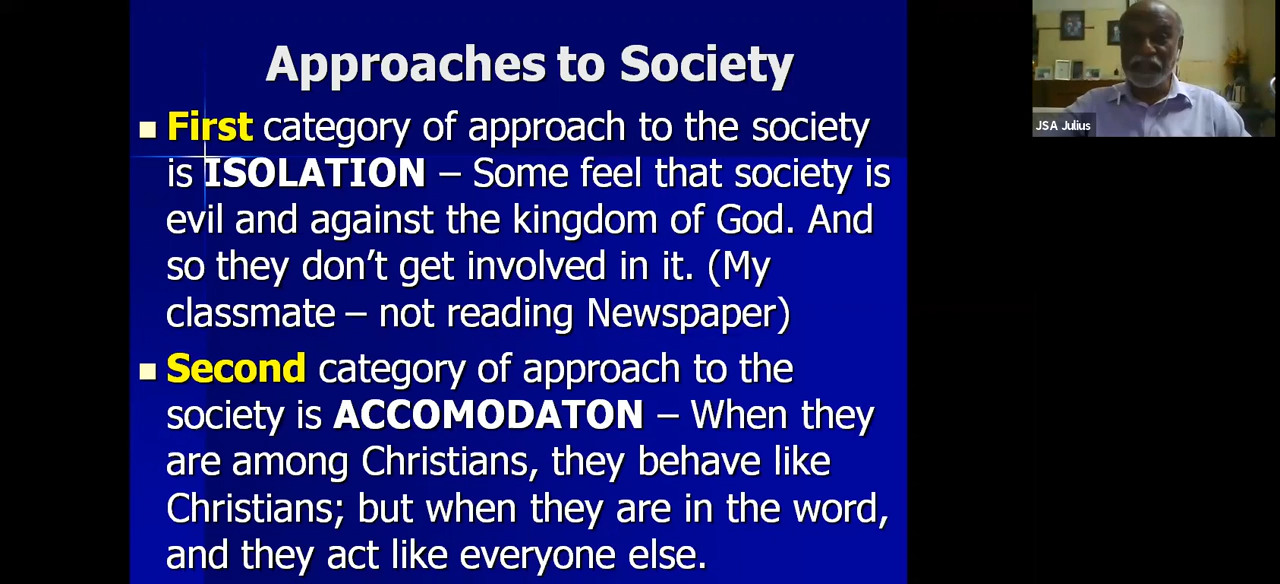 Approaches to Society
First category of approach to the society
is ISOLATION – Some feel that society is
evil and against the kingdom of God. And
so they don’t get involved in it. (My
classmate – not reading Newspaper)
Second category of approach to the
society is ACCOMODATON – When they
are among Christians, they behave like
Christians; but when they are in the word,
and they act like everyone else.
JSA Julius